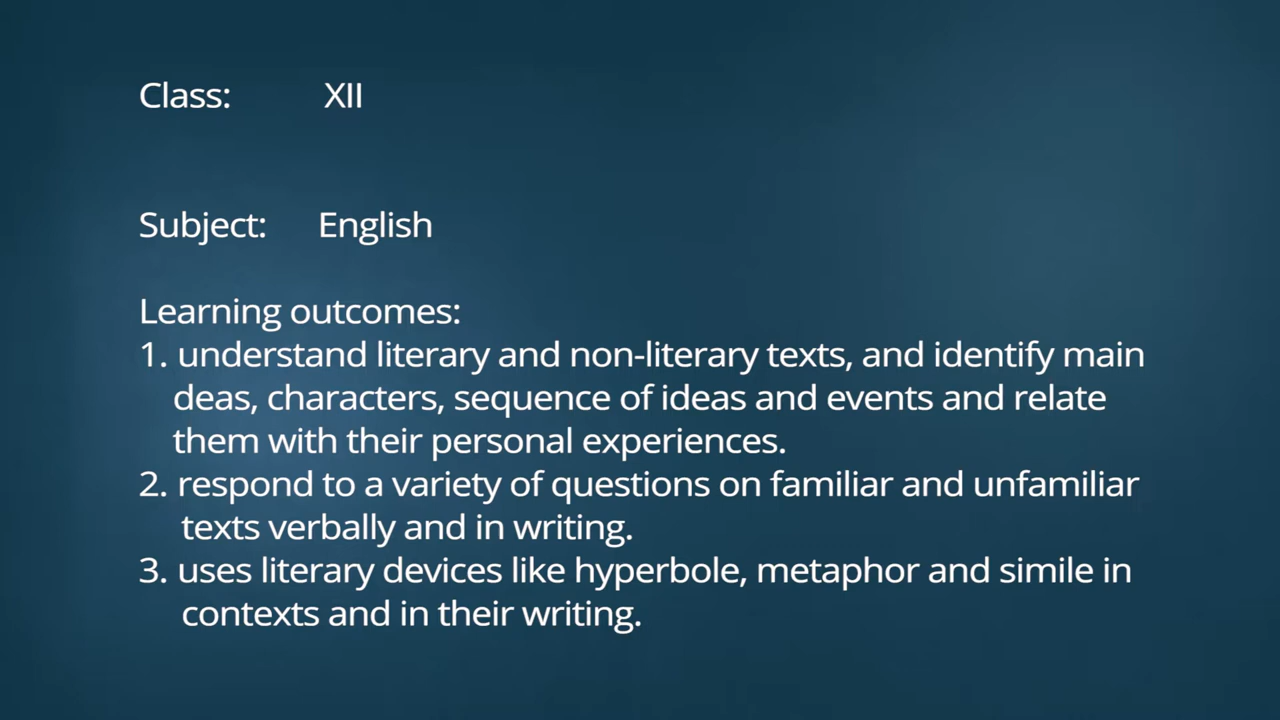 Class: XII
Subject: English
Learning outcomes:
1. understand literary and non-literary texts, and identify main
deas, characters, sequence of ideas and events and relate
them with their personal experiences.
2. respond to a variety of questions on familiar and unfamiliar
texts verbally and in writing.
3. uses literary devices like hyperbole, metaphor and simile in
contexts and in their writing.